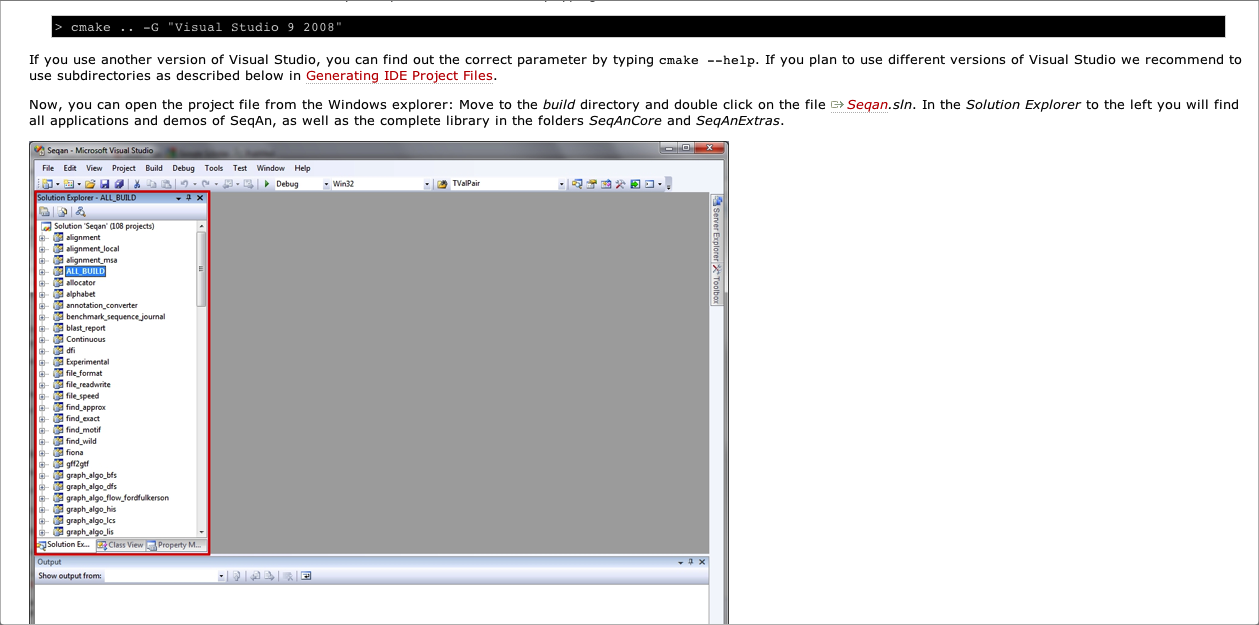 > cmake .. -G "Visual Studio 9 2008"
If you use another version of Visual Studio, you can find out the correct parameter by typing cmake --help. If you plan to use different versions of Visual Studio we recommend to
use subdirectories as described below in Generating IDE Project Files.
Now, you can open the project file from the Windows explorer: Move to the build directory and double click on the file Seqan.sln. In the Solution Explorer to the left you will find
all applications and demos of SeqAn, as well as the complete library in the folders SeqAnCore and SeqAnExtras.
Seqan - Microsoft Visual Studio
File Edit View Project Build Debug Tools Test Window Help
Debug Win32 TValPair
Solution Explorer - ALL_BUILD
Solution 'Seqan' (108 projects)
alignment
alignment_local
alignment_msa
ALL_BUILD
allocator
alphabet
annotation_converter
benchmark_sequence_journal
blast_report
Continuous
dfi
Experimental
file_format
file_readwrite
file_speed
find_approx
find_exact
find_motif
find_wild
fiona
gff2gtf
graph_algo_bfs
graph_algo_dfs
graph_algo_flow_fordfulkerson
graph_algo_his
graph_algo_lcs
graph_algo_lis
Solution Ex... Class View Property M...
Server Explorer
Toolbox
Output
Show output from: